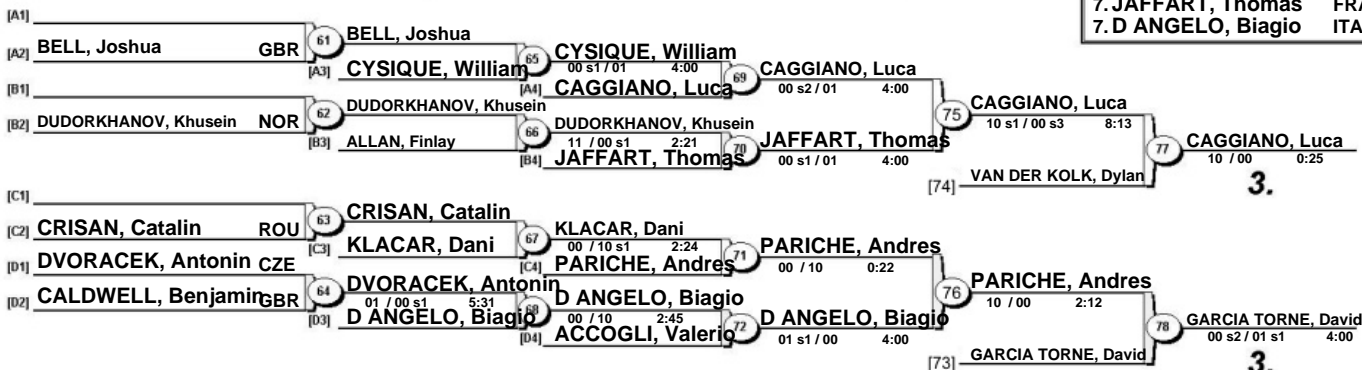 7. JAFFART, Thomas FRA
7. D ANGELO, Biagio ITA
[A1]
[A2] BELL, Joshua GBR
61
BELL, Joshua
[A3] CYSIQUE, William
65
CYSIQUE, William
00 s1 / 01 4:00
[A4] CAGGIANO, Luca
69
CAGGIANO, Luca
00 s2 / 01 4:00
[B1]
[B2] DUDORKHANOV, Khusein NOR
62
DUDORKHANOV, Khusein
[B3] ALLAN, Finlay
66
DUDORKHANOV, Khusein
11 / 00 s1 2:21
[B4] JAFFART, Thomas
70
JAFFART, Thomas
00 s1 / 01 4:00
75
CAGGIANO, Luca
10 s1 / 00 s3 8:13
[74] VAN DER KOLK, Dylan
77
CAGGIANO, Luca
10 / 00 0:25
3.
[C1]
[C2] CRISAN, Catalin ROU
63
CRISAN, Catalin
[C3] KLACAR, Dani
67
KLACAR, Dani
00 / 10 s1 2:24
[C4] PARICHE, Andres
71
PARICHE, Andres
00 / 10 0:22
[D1] DVORACEK, Antonin CZE
[D2] CALDWELL, Benjamin GBR
64
DVORACEK, Antonin
01 / 00 s1 5:31
[D3] D ANGELO, Biagio
68
D ANGELO, Biagio
00 / 10 2:45
[D4] ACCOGLI, Valerio
72
D ANGELO, Biagio
01 s1 / 00 4:00
76
PARICHE, Andres
10 / 00 2:12
[73] GARCIA TORNE, David
78
GARCIA TORNE, David
00 s2 / 01 s1 4:00
3.